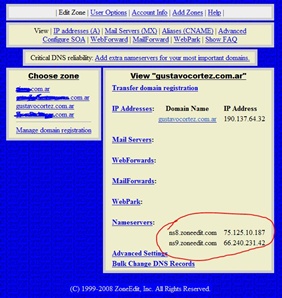 | Edit Zone | User Options | Account Info | Add Zones | Help |
View | IP Addresses (A) | Mail Servers (MX) | Aliases (CNAME) | Advanced
Configure SOA | WebForward | MailForward | WebPark | Show FAQ
Critical DNS reliability: Add extra nameservers for your most important domains.
Choose zone
.com.ar
.com.ar
gustavocortez.com.ar
.com.ar
Manage domain registration
View "gustavocortez.com.ar"
Transfer domain registration
IP Addresses: Domain Name IP Address
gustavocortez.com.ar 190.137.64.32
Mail Servers:
WebForwards:
MailForwards:
WebPark:
Nameservers:
ns8.zoneedit.com 75.125.10.187
ns9.zoneedit.com 66.240.231.42
Advanced Settings
Bulk Change DNS Records
(C) 1999-2008 ZoneEdit, Inc. All Rights Reserved.